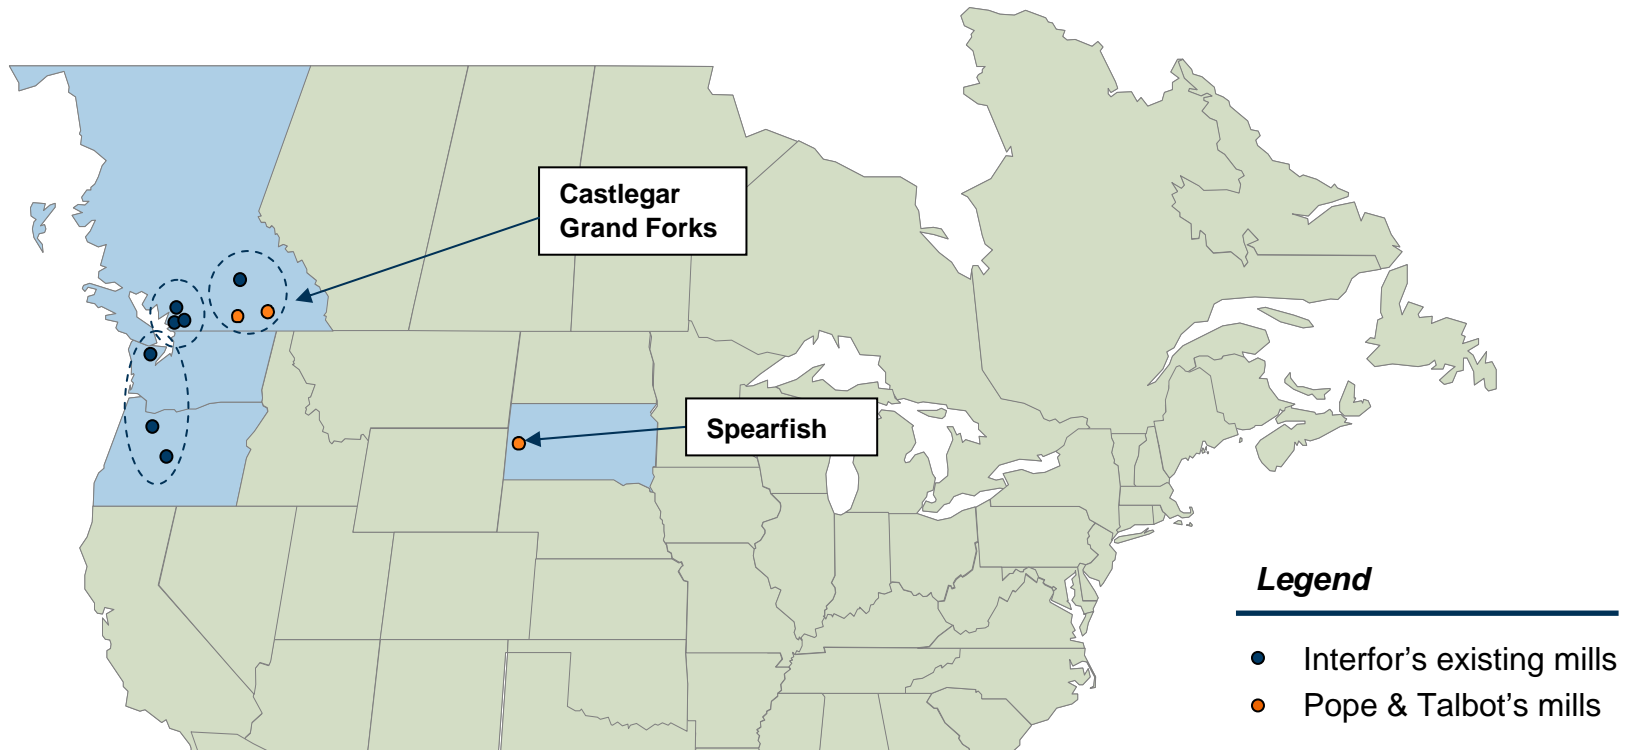 Castlegar
Grand Forks
Spearfish
Legend
Interfor's existing mills
Pope & Talbot's mills